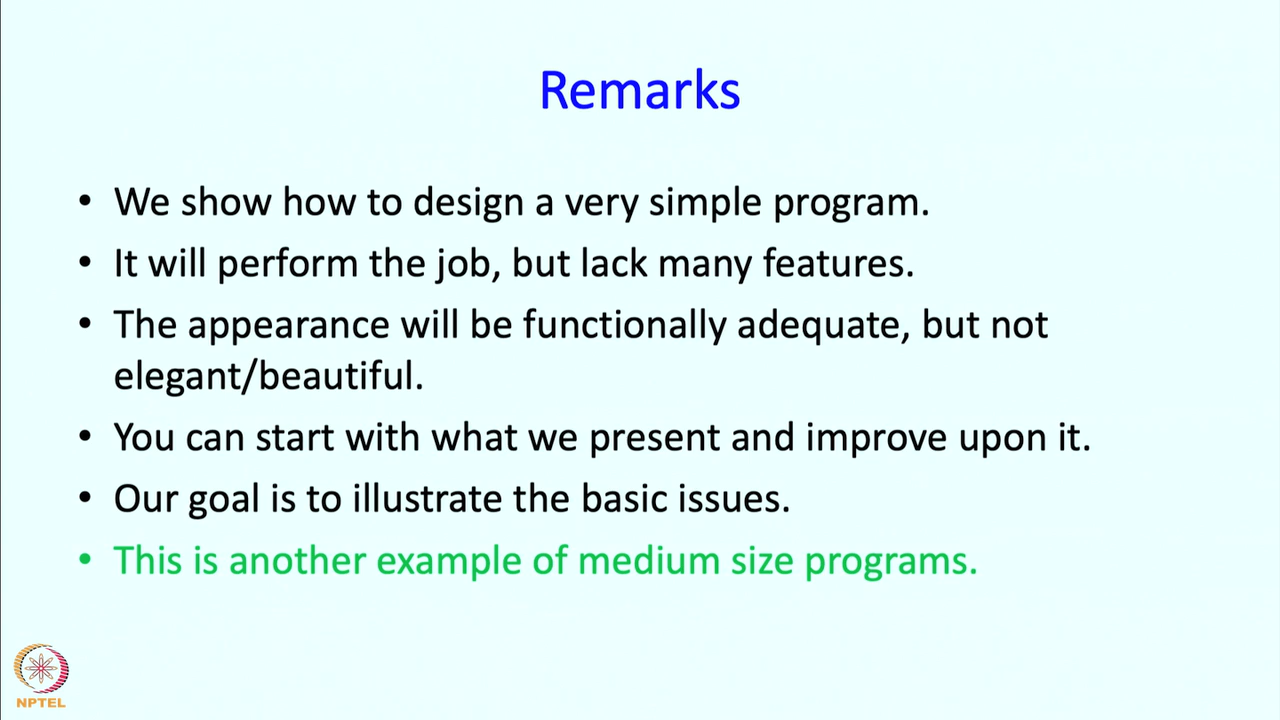 Remarks
• We show how to design a very simple program.
• It will perform the job, but lack many features.
• The appearance will be functionally adequate, but not
elegant/beautiful.
• You can start with what we present and improve upon it.
• Our goal is to illustrate the basic issues.
• This is another example of medium size programs.
NPTEL